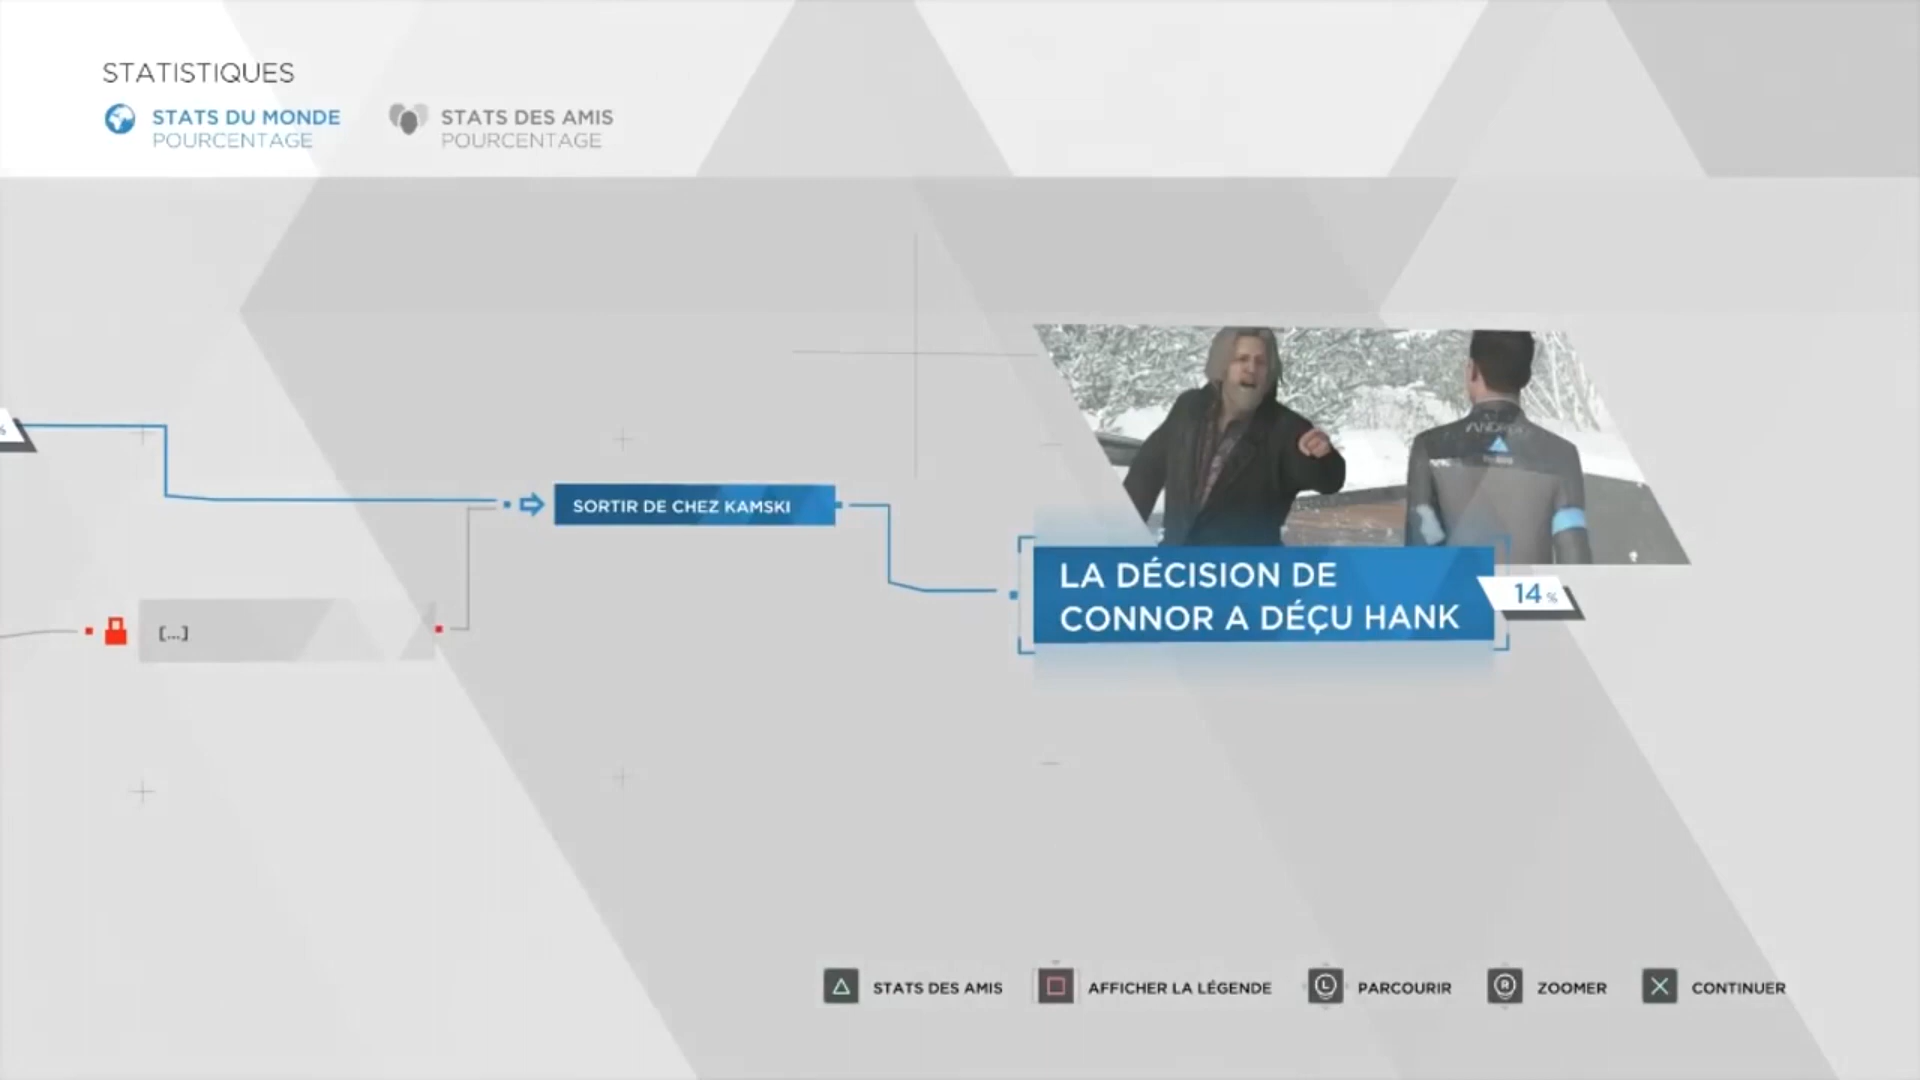 STATISTIQUES
STATS DU MONDE
POURCENTAGE
STATS DES AMIS
POURCENTAGE
%
SORTIR DE CHEZ KAMSKI
[...]
LA DÉCISION DE
CONNOR A DÉÇU HANK
14 %
STATS DES AMIS
AFFICHER LA LÉGENDE
L
PARCOURIR
R
ZOOMER
CONTINUER